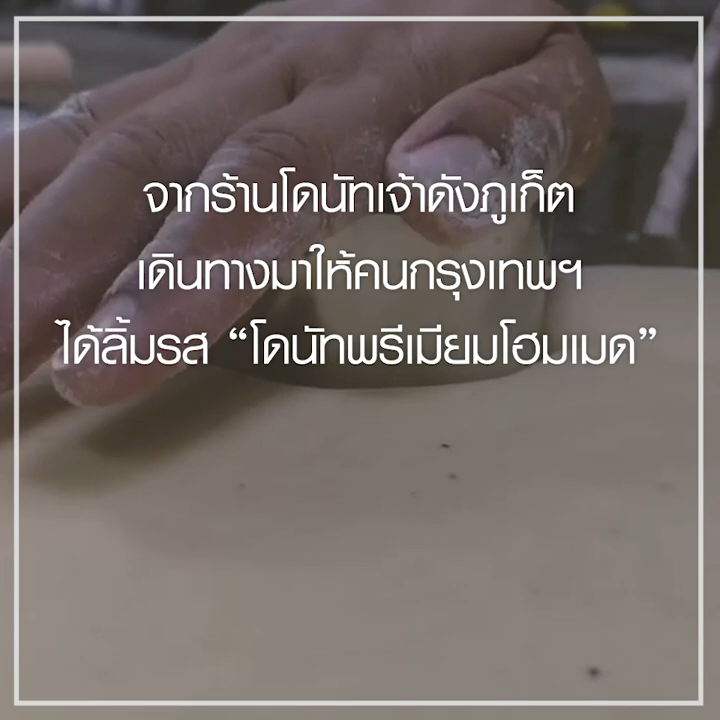 จากร้านโดนัทเจ้าดังภูเก็ต
เดินทางมาให้คนกรุงเทพฯ
ได้ลิ้มรส “โดนัทพรีเมียมโฮมเมด”